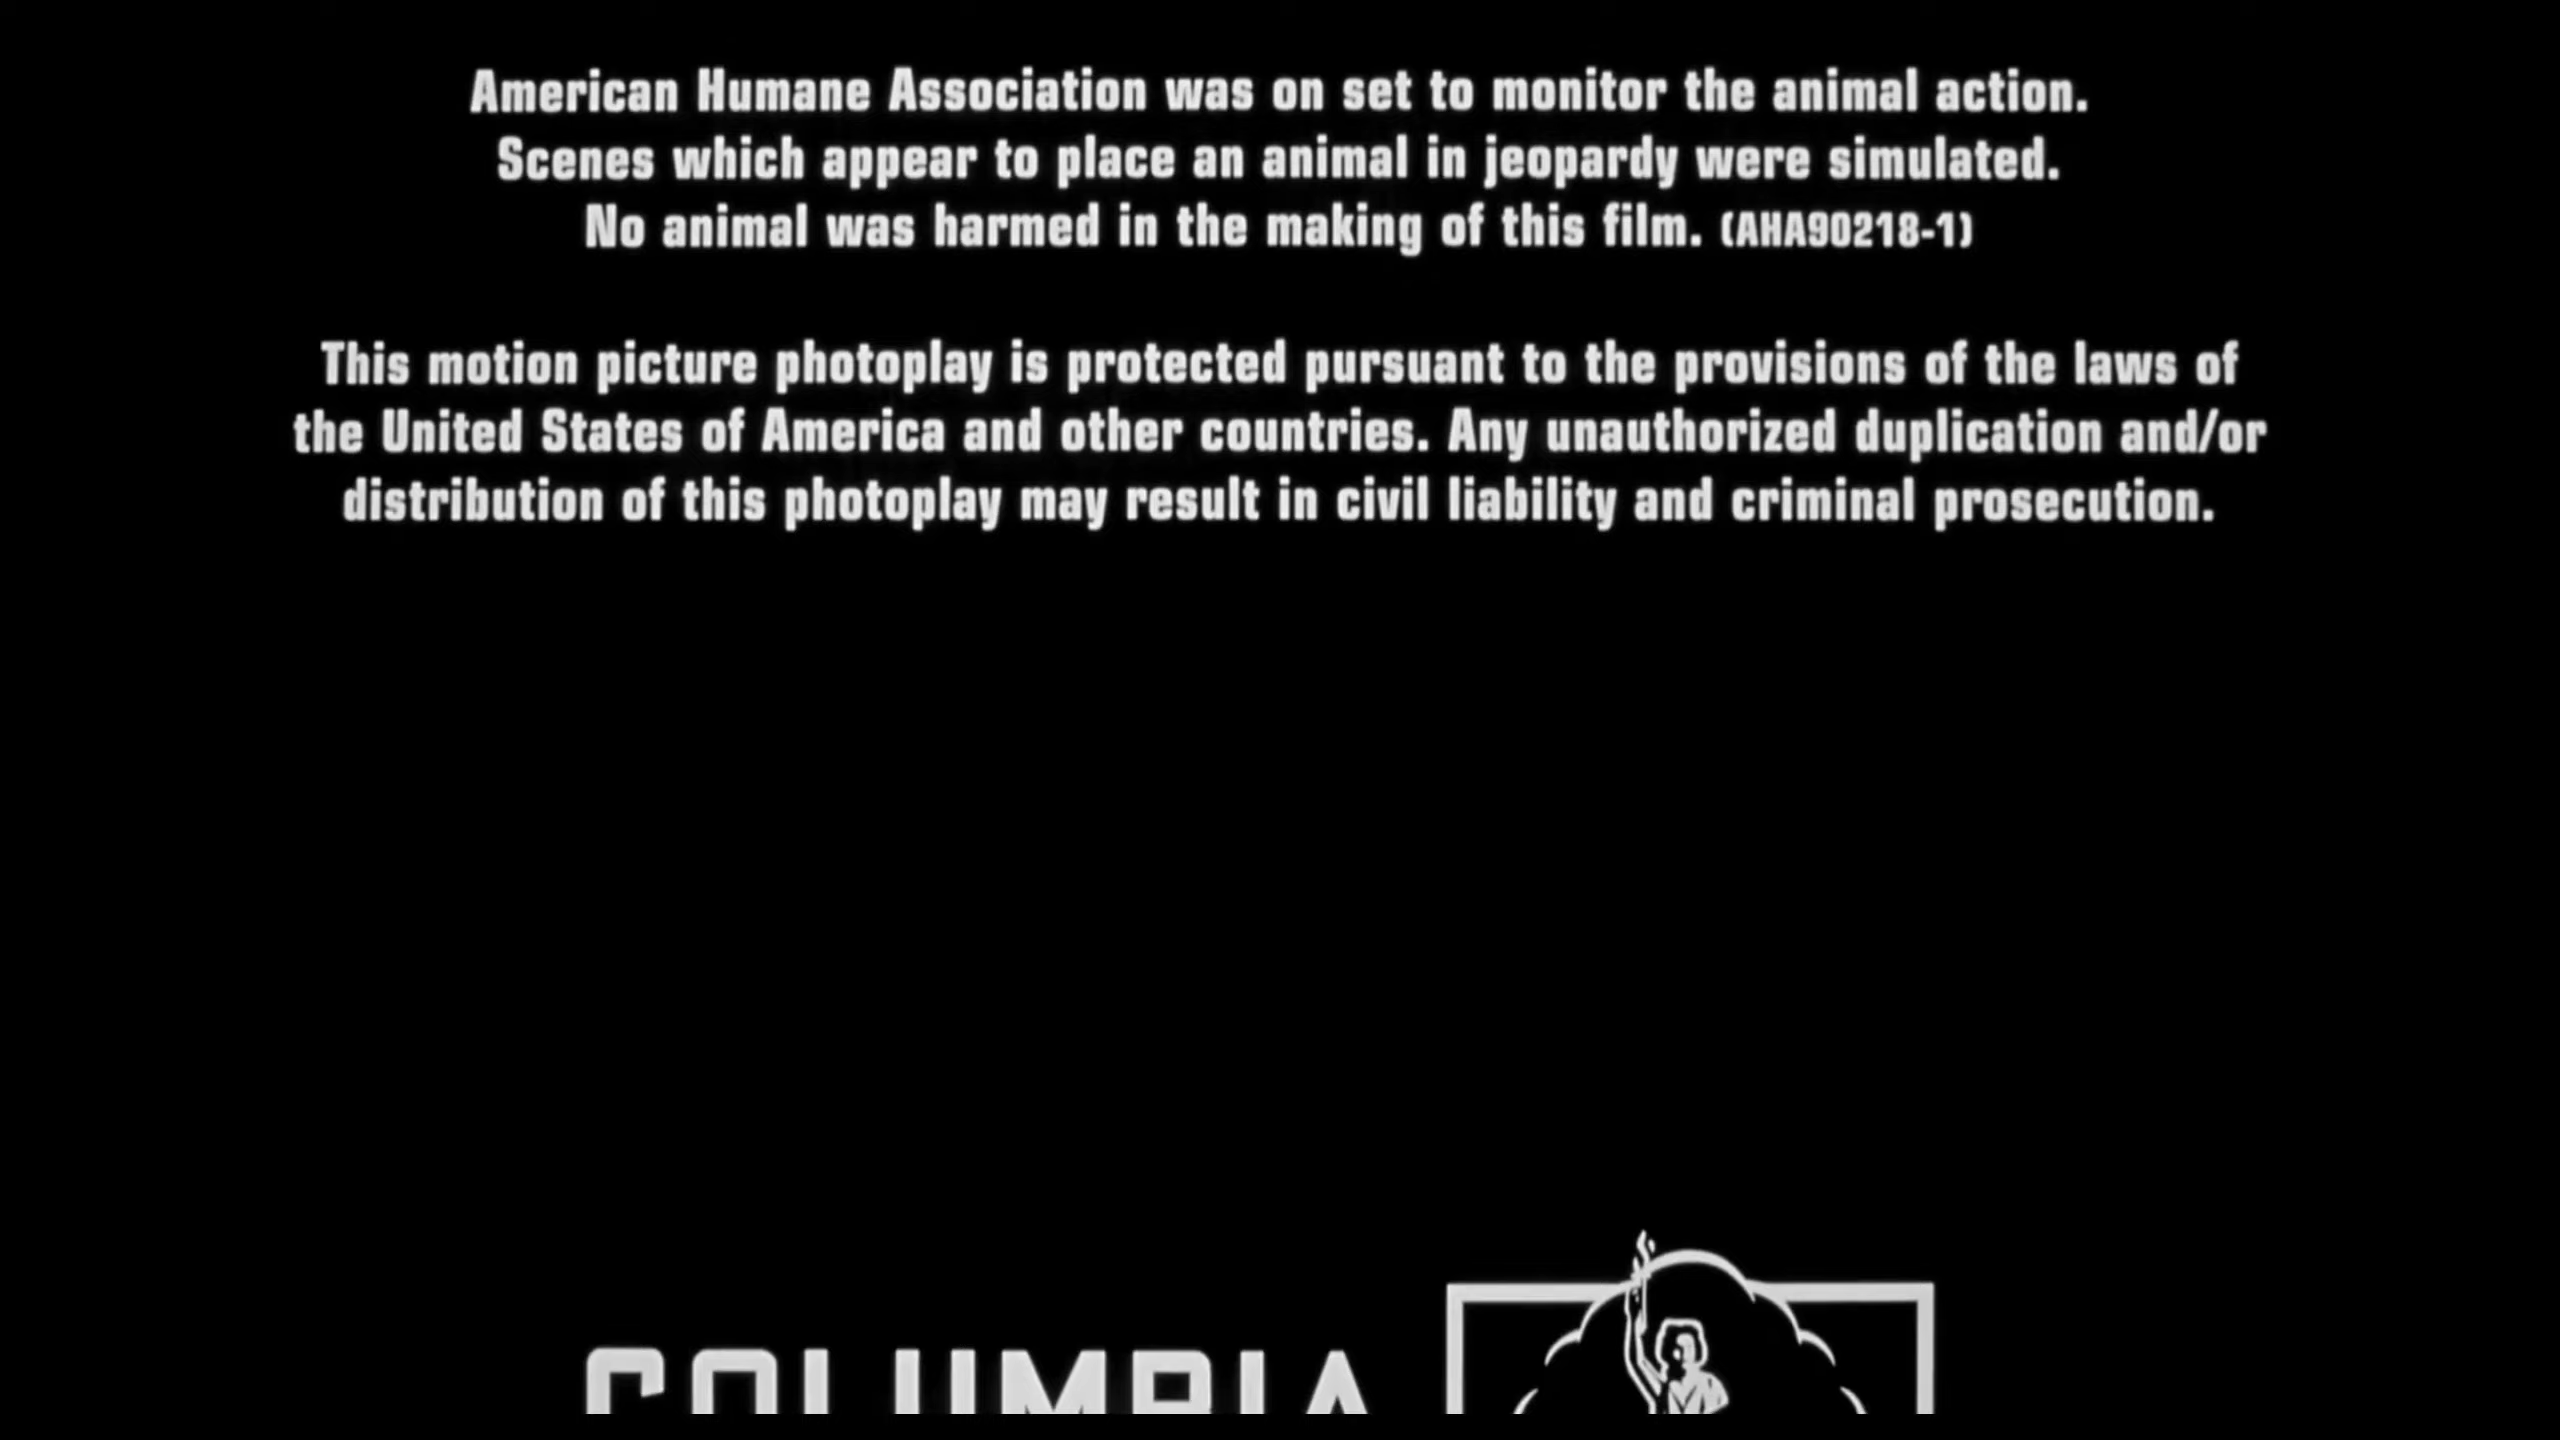 American Humane Association was on set to monitor the animal action.
Scenes which appear to place an animal in jeopardy were simulated.
No animal was harmed in the making of this film. (AHA90218-1)
This motion picture photoplay is protected pursuant to the provisions of the laws of
the United States of America and other countries. Any unauthorized duplication and/or
distribution of this photoplay may result in civil liability and criminal prosecution.
COLUMBIA